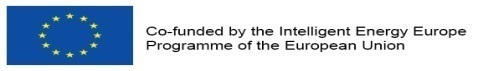 Co-funded by the Intelligent Energy Europe
Programme of the European Union